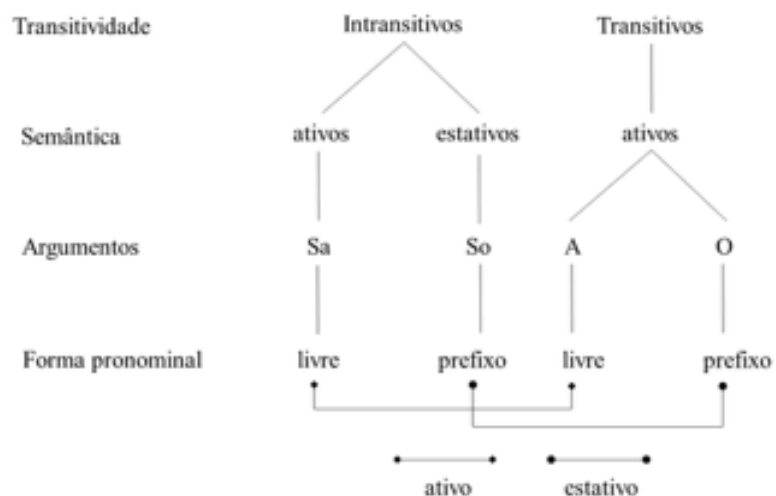 Transitividade Intransitivos Transitivos
Semântica ativos estativos ativos
Argumentos Sa So A O
Forma pronominal livre prefixo livre prefixo
ativo estativo